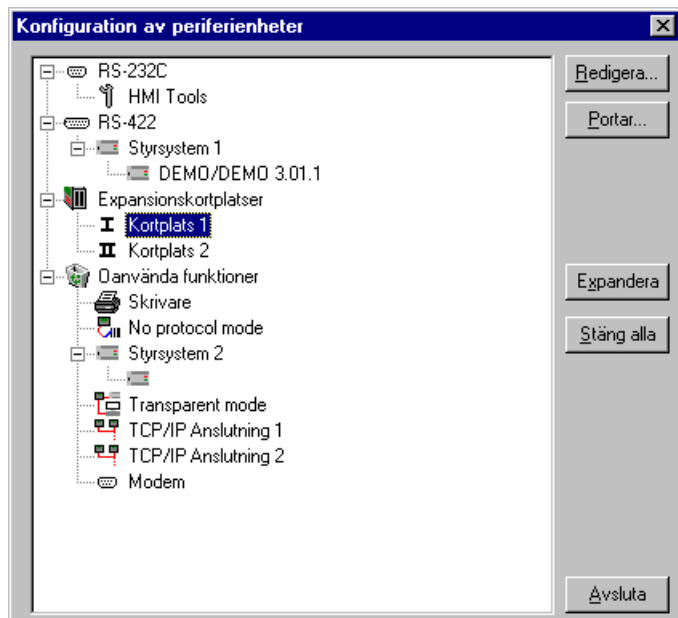 Konfiguration av periferienheter
RS-232C
HMI Tools
RS-422
Styrsystem 1
DEMO/DEMO 3.01.1
Expansionskortplatser
I Kortplats 1
II Kortplats 2
Oanvända funktioner
Skrivare
No protocol mode
Styrsystem 2
Transparent mode
TCP/IP Anslutning 1
TCP/IP Anslutning 2
Modem
Redigera...
Portar...
Expandera
Stäng alla
Avsluta